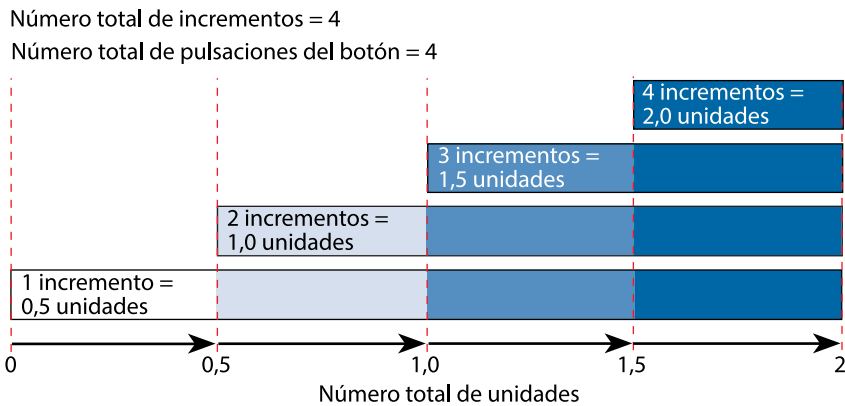 Número total de incrementos = 4
Número total de pulsaciones del botón = 4
4 incrementos =
2,0 unidades
3 incrementos =
1,5 unidades
2 incrementos =
1,0 unidades
1 incremento =
0,5 unidades
0 0,5 1,0 1,5 2
Número total de unidades